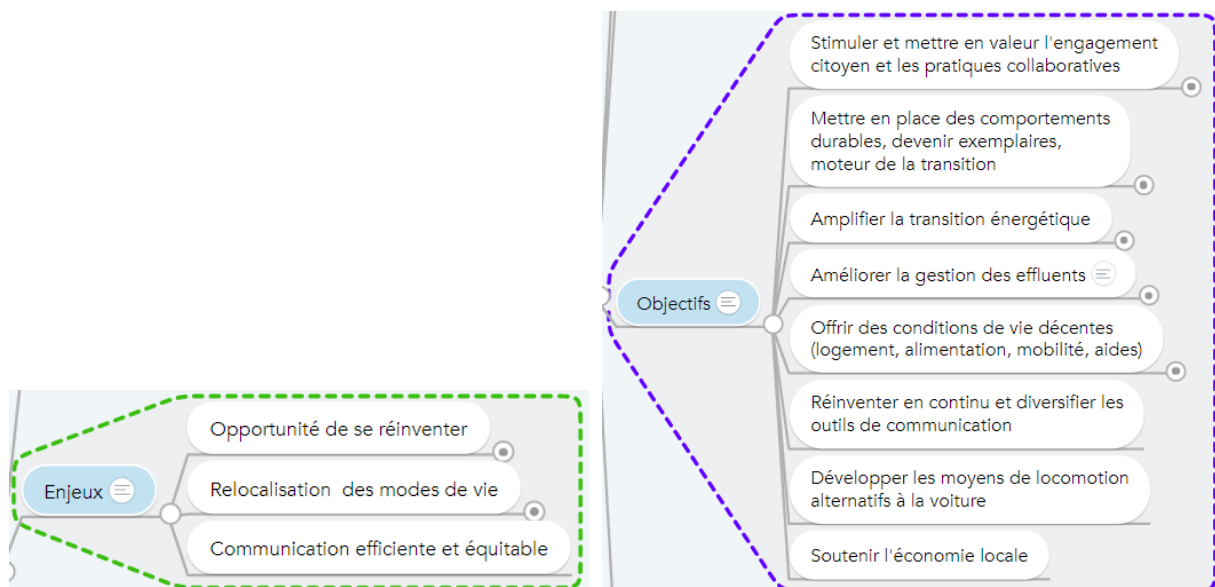 Enjeux
Opportunité de se réinventer
Relocalisation des modes de vie
Communication efficiente et équitable
Objectifs
Stimuler et mettre en valeur l'engagement
citoyen et les pratiques collaboratives
Mettre en place des comportements
durables, devenir exemplaires,
moteur de la transition
Amplifier la transition énergétique
Améliorer la gestion des effluents
Offrir des conditions de vie décentes
(logement, alimentation, mobilité, aides)
Réinventer en continu et diversifier les
outils de communication
Développer les moyens de locomotion
alternatifs à la voiture
Soutenir l'économie locale